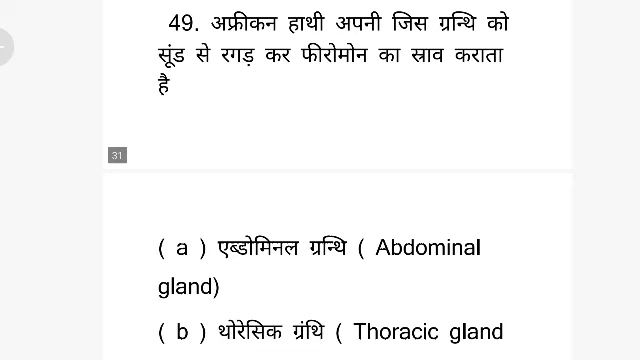 49. अफ्रीकन हाथी अपनी जिस ग्रन्थि को
सूंड से रगड़ कर फीरोमोन का स्राव कराता
है
31
( a ) एब्डोमिनल ग्रन्थि ( Abdominal
gland)
( b ) थोरेसिक ग्रंथि ( Thoracic gland